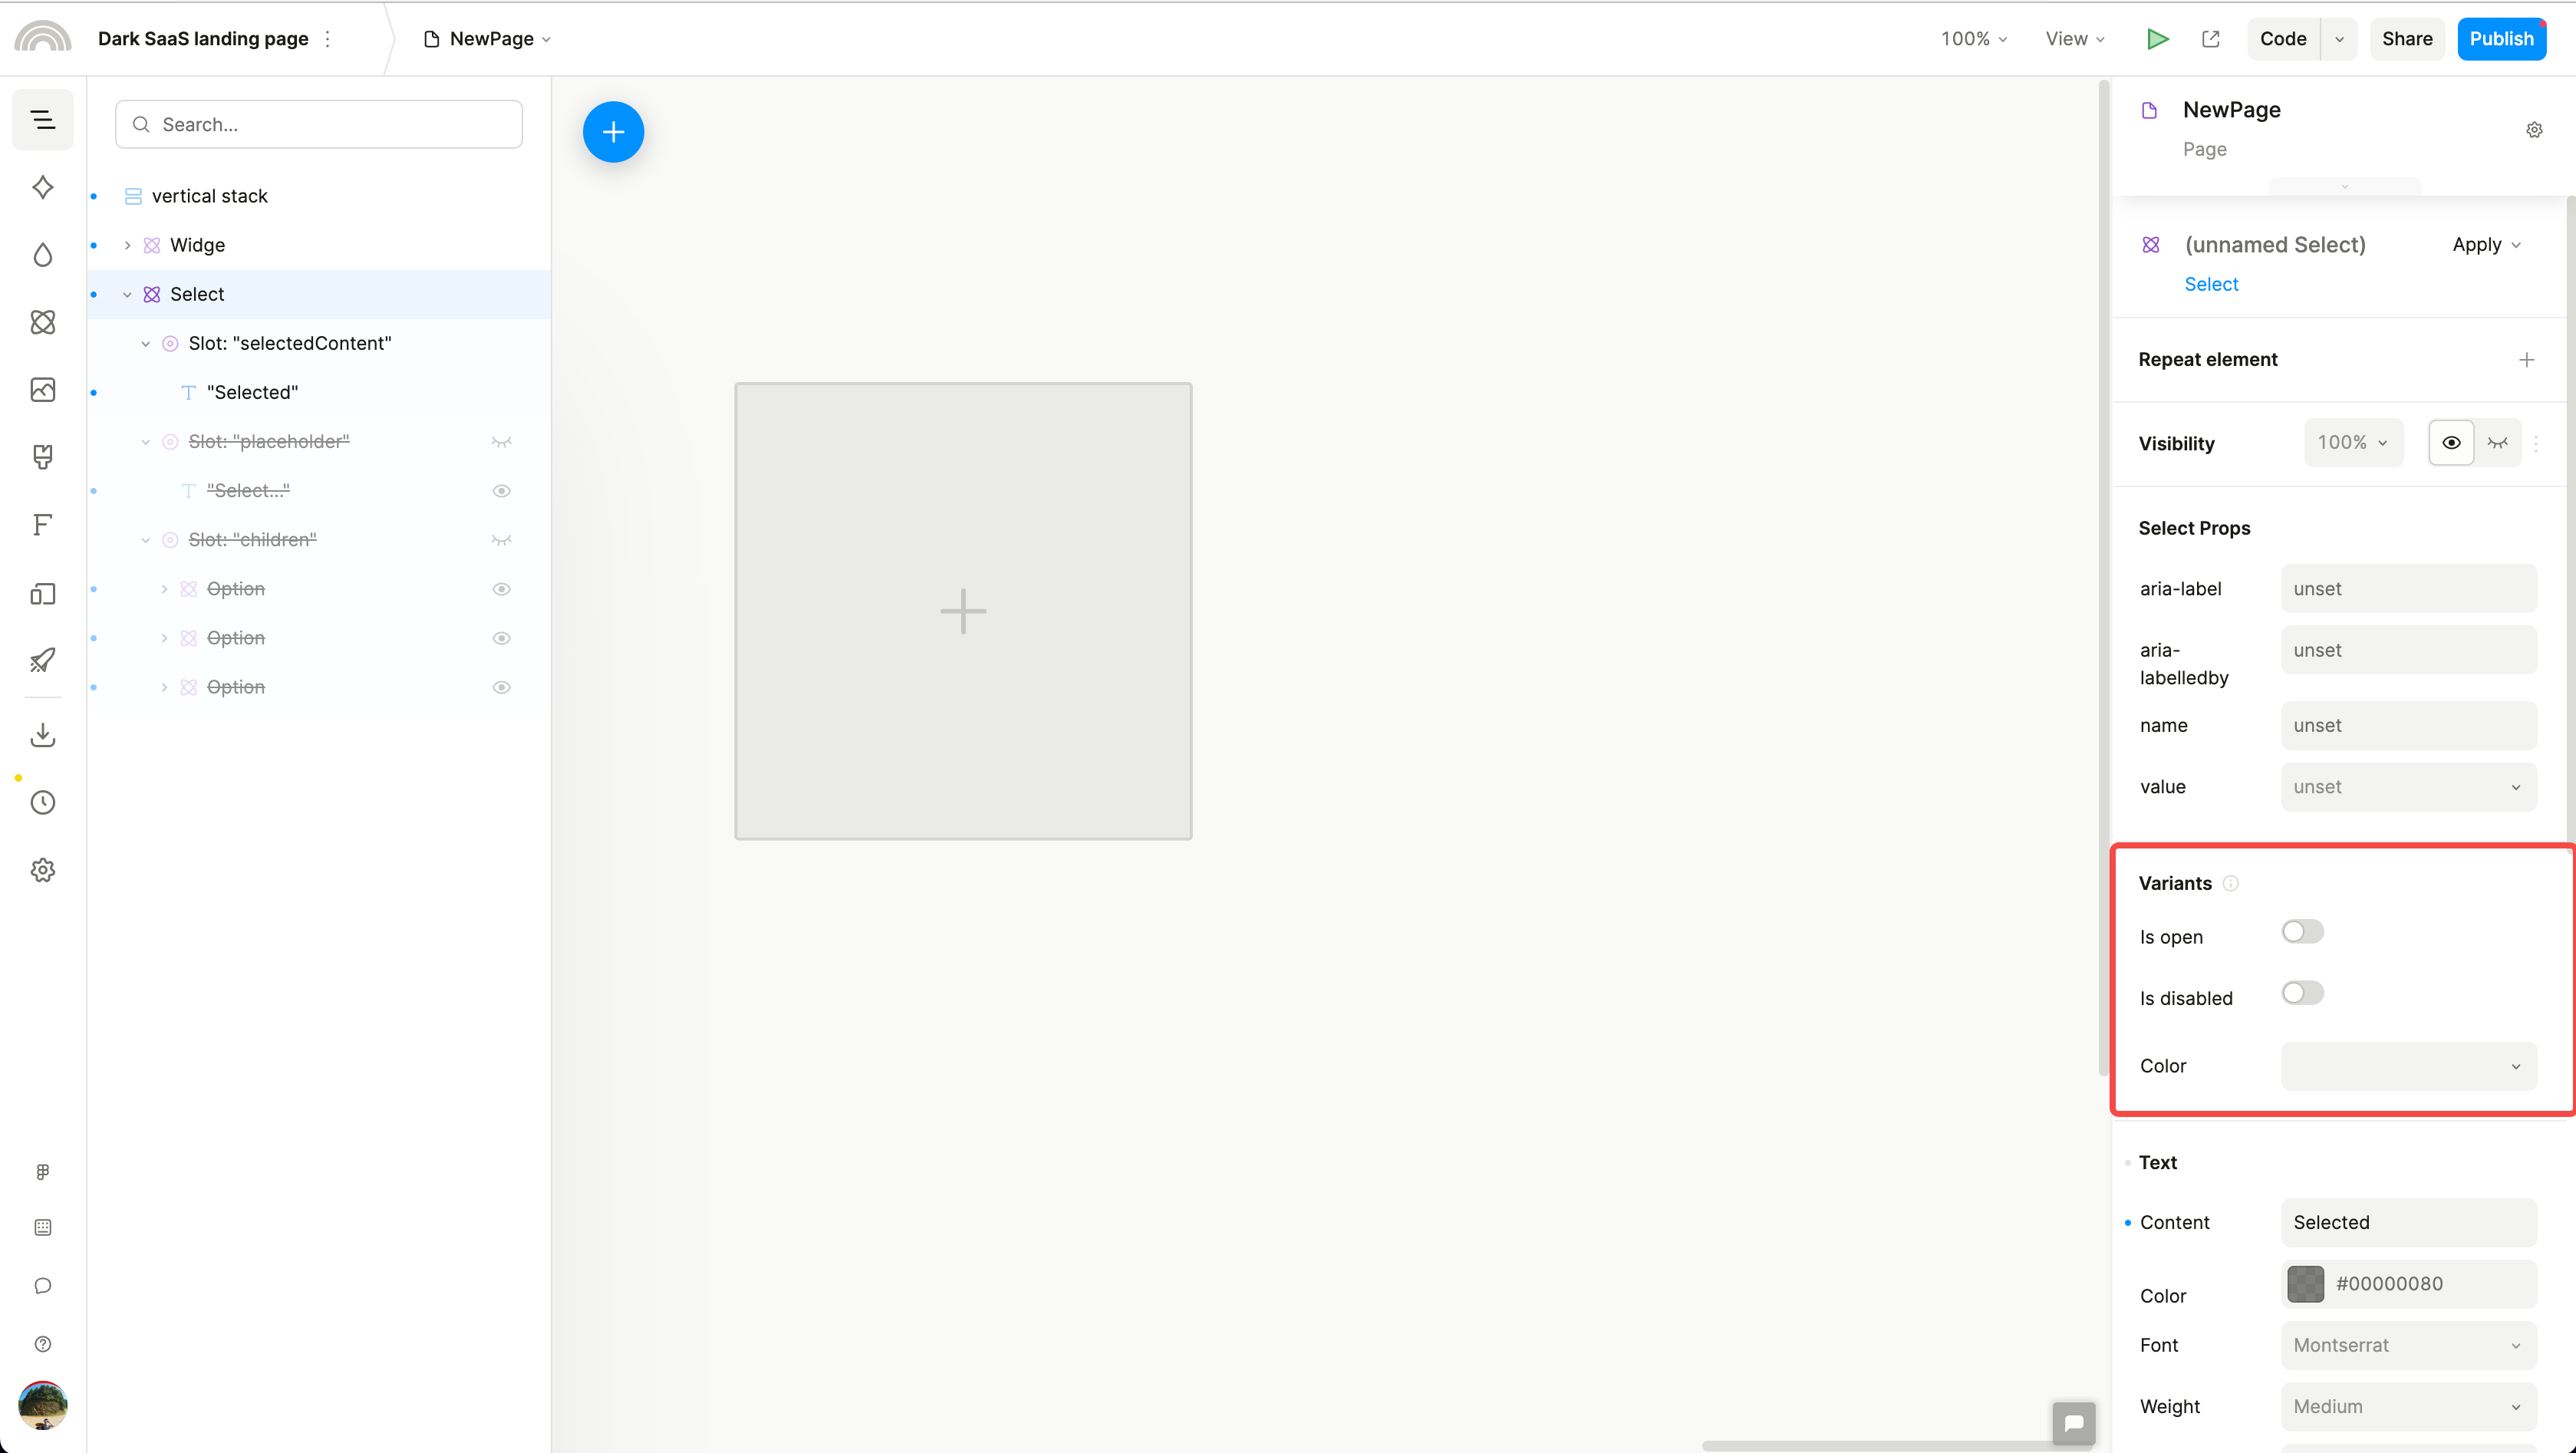 Dark SaaS landing page
NewPage
100%
View
Code
Share
Publish
Search...
vertical stack
Widge
Select
Slot: "selectedContent"
"Selected"
Slot: "placeholder"
"Select..."
Slot: "children"
Option
Option
Option
NewPage
Page
(unnamed Select)
Apply
Select
Repeat element
Visibility
100%
Select Props
aria-label
unset
aria-
labelledby
unset
name
unset
value
unset
Variants
Is open
Is disabled
Color
Text
Content
Selected
Color
#00000080
Font
Montserrat
Weight
Medium